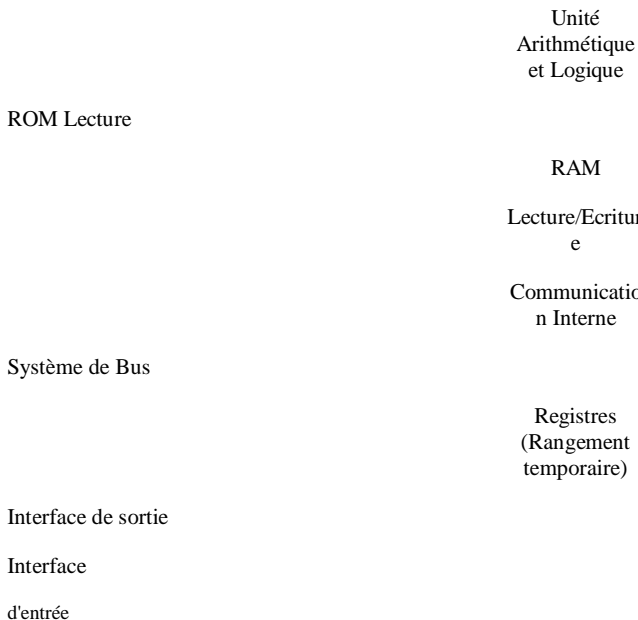 Unité
Arithmétique
et Logique
ROM Lecture
RAM
Lecture/Ecritur
e
Communicatio
n Interne
Système de Bus
Registres
(Rangement
temporaire)
Interface de sortie
Interface
d'entrée